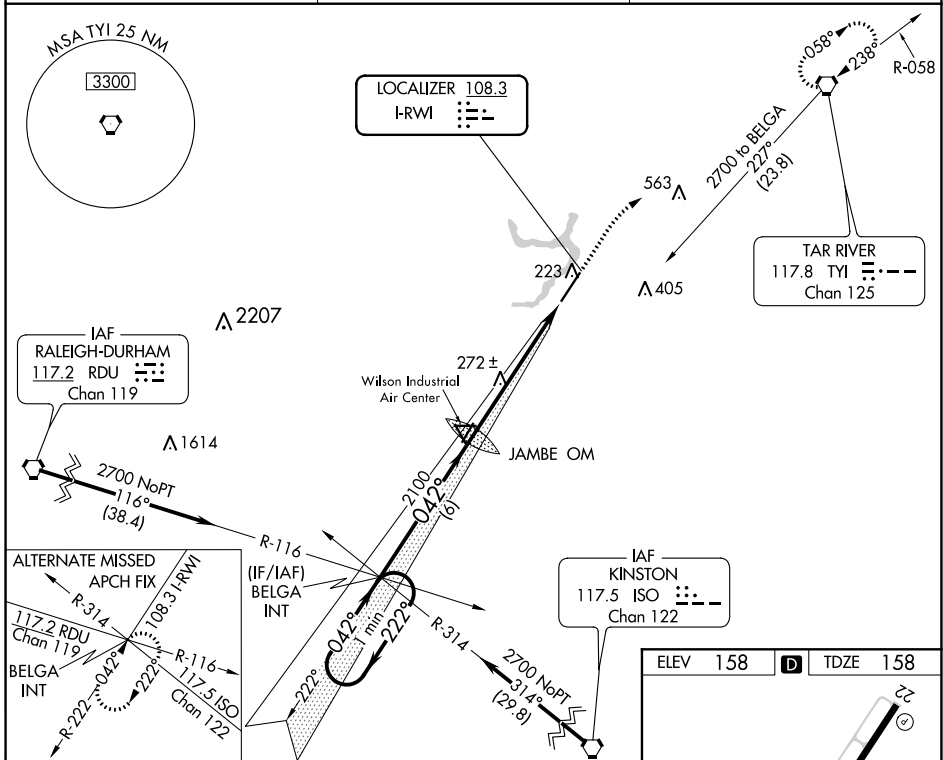 MSA TYI 25 NM
3300
LOCALIZER 108.3
I-RWI
058°
238°
R-058
2700 to BELGA
227°
(23.8)
563
TAR RIVER
117.8 TYI
Chan 125
223
405
2207
IAF
RALEIGH-DURHAM
117.2 RDU
Chan 119
272 ±
Wilson Industrial
Air Center
JAMBE OM
1614
2700 NoPT
116°
(38.4)
2100
042°
(6)
R-116
(IF/IAF)
BELGA
INT
042°
1 min
222°
222°
R-314
2700 NoPT
314°
(29.8)
IAF
KINSTON
117.5 ISO
Chan 122
ALTERNATE MISSED
APCH FIX
R-314
108.3 I-RWI
117.2 RDU
Chan 119
R-116
BELGA
INT
042°
222°
117.5 ISO
Chan 122
R-222
ELEV 158 D TDZE 158
22
P